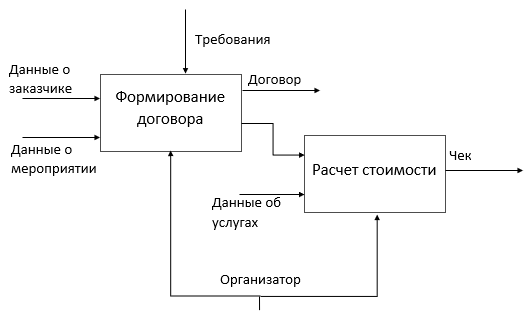 Требования
Данные о
заказчике
Формирование
договора
Договор
Данные о
мероприятии
Расчет стоимости
Чек
Данные об
услугах
Организатор